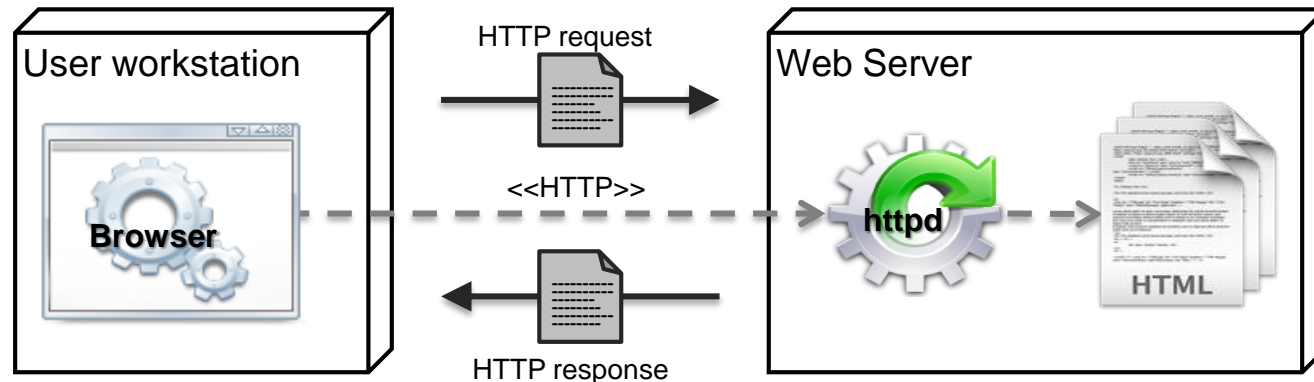 User workstation
HTTP request
Web Server
<<HTTP>>
Browser
httpd
HTML
HTTP response